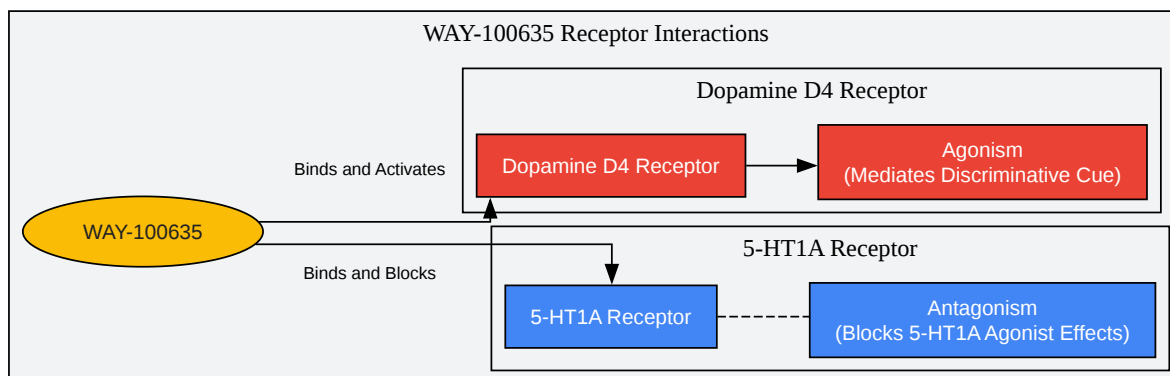 WAY-100635 Receptor Interactions
Dopamine D4 Receptor
Binds and Activates
Dopamine D4 Receptor
Agonism
(Mediates Discriminative Cue)
WAY-100635
5-HT1A Receptor
Binds and Blocks
5-HT1A Receptor
Antagonism
(Blocks 5-HT1A Agonist Effects)